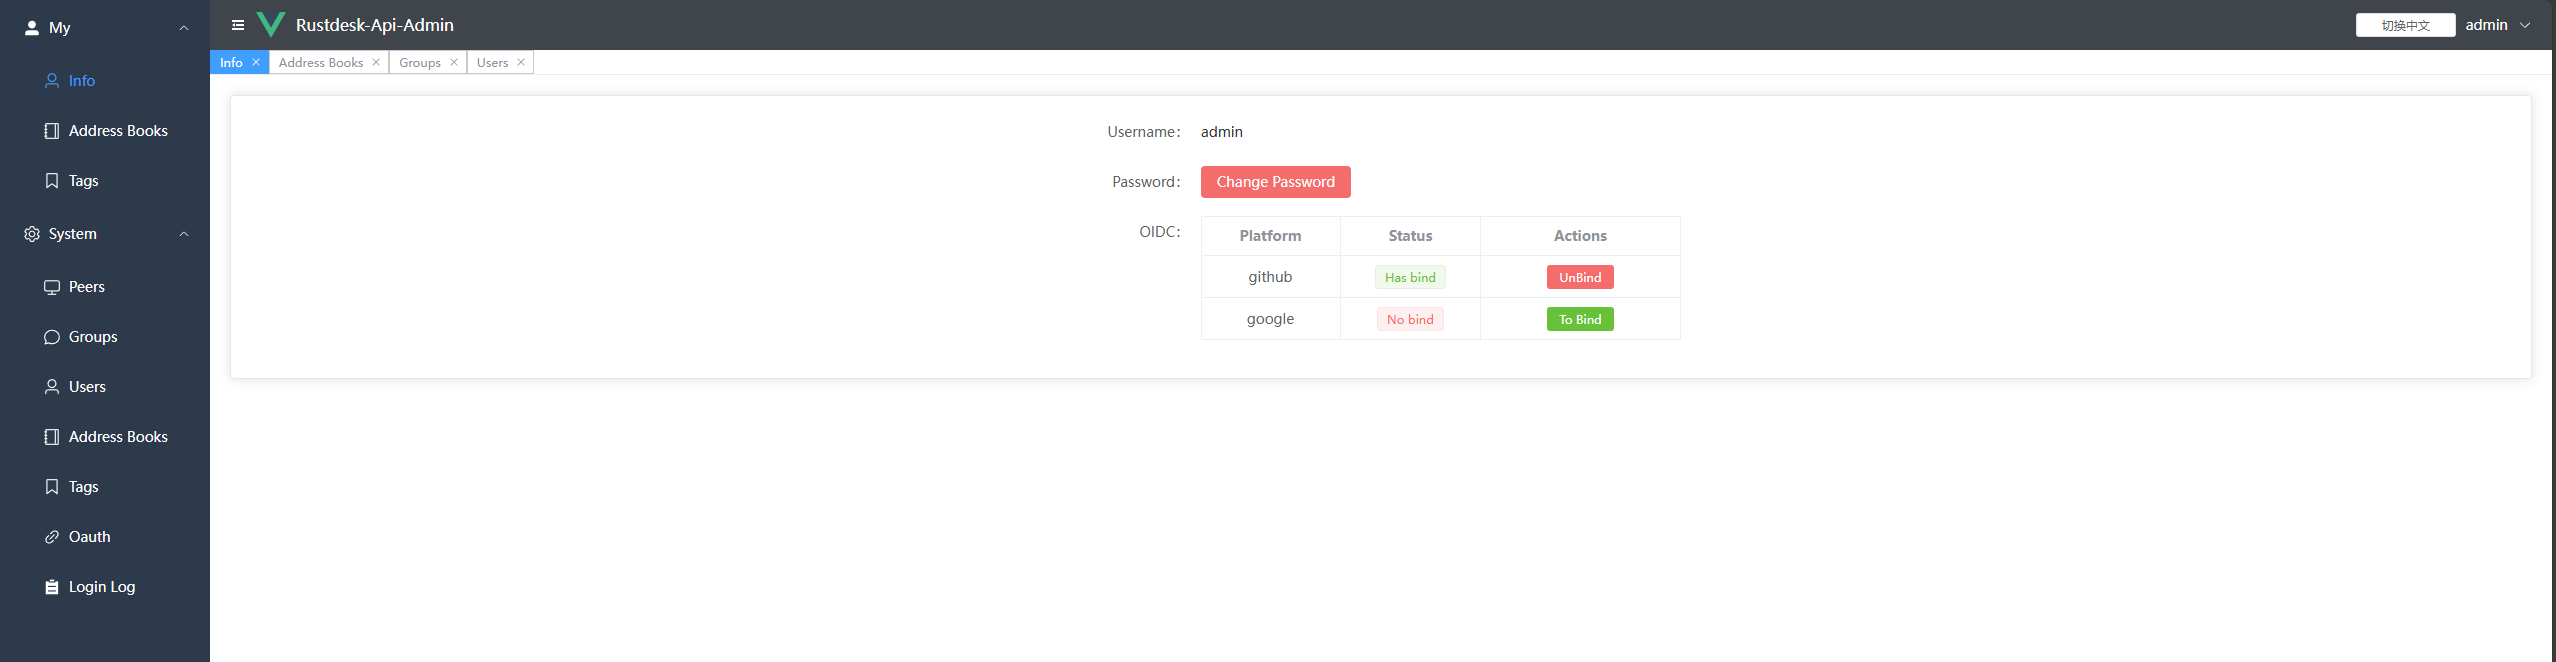 My
Info
Address Books
Tags
System
Peers
Groups
Users
Address Books
Tags
Oauth
Login Log
Rustdesk-Api-Admin
切换中文 admin
Info Address Books Groups Users
Username: admin
Password: Change Password
OIDC:
Platform Status Actions
github Has bind UnBind
google No bind To Bind